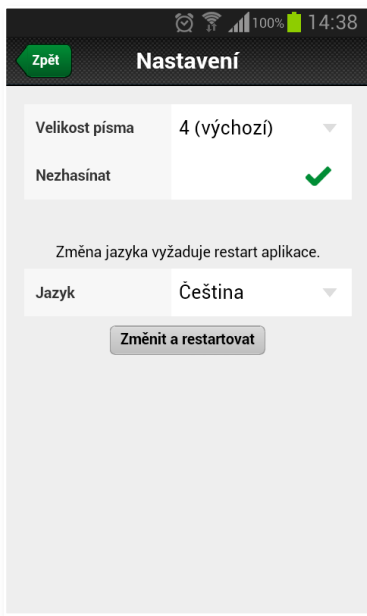 100% 14:38
Zpět Nastavení
Velikost písma 4 (výchozí)
Nezhasínat
Změna jazyka vyžaduje restart aplikace.
Jazyk Čeština
Změnit a restartovat